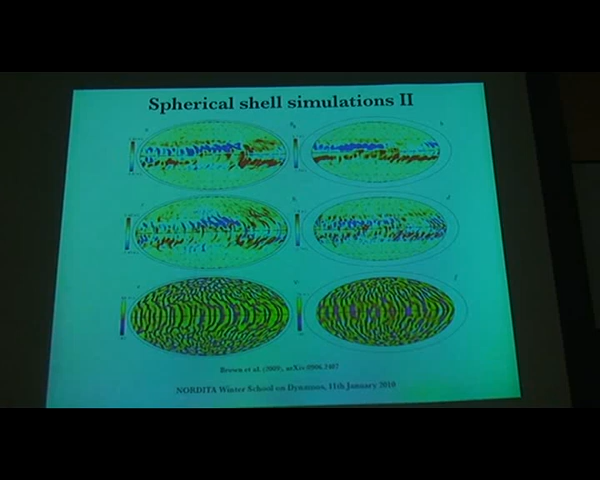 Spherical shell simulations II
Brown et al. (2009), arXiv:0906.2407
NORDITA Winter School on Dynamos, 11th January 2010